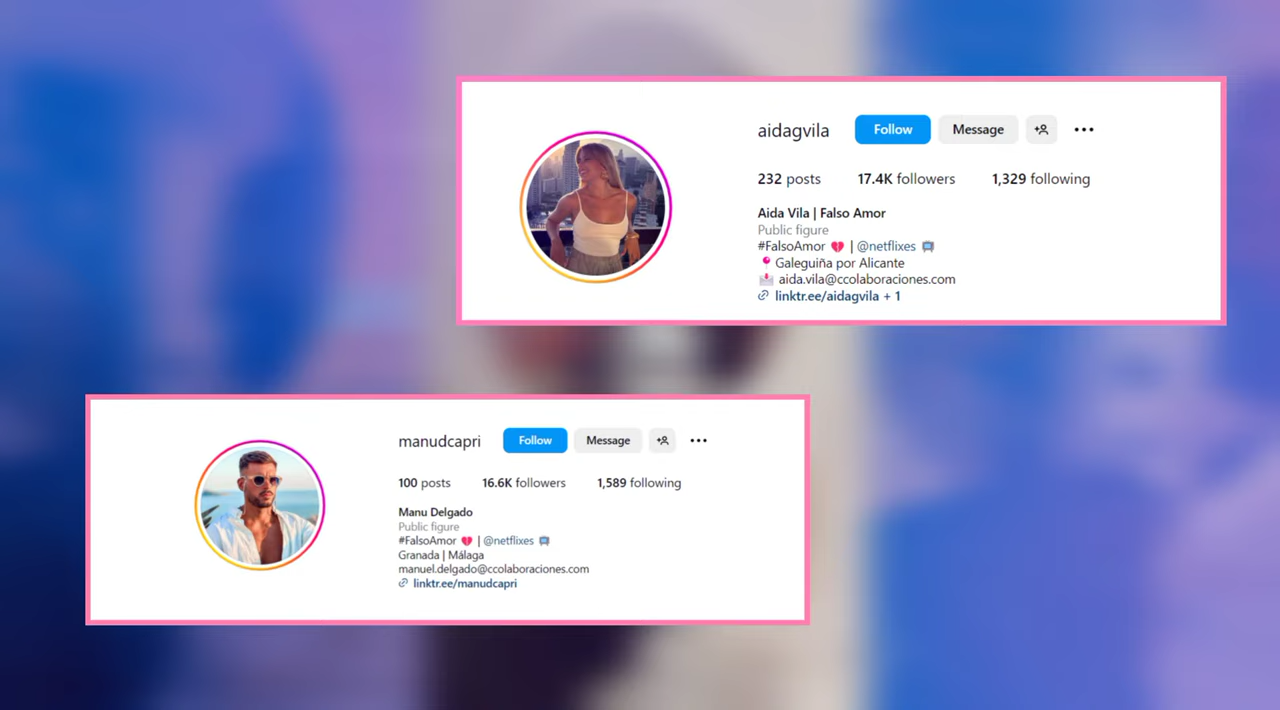 aidagvila Follow Message
232 posts 17.4K followers 1,329 following
Aida Vila | Falso Amor
Public figure
#FalsoAmor 💔 | @netflixes 📺
📍 Galeguiña por Alicante
📩 aida.vila@ccolaboraciones.com
linktr.ee/aidagvila + 1
manudcapri Follow Message
100 posts 16.6K followers 1,589 following
Manu Delgado
Public figure
#FalsoAmor 💔 | @netflixes 📺
Granada | Málaga
manuel.delgado@ccolaboraciones.com
linktr.ee/manudcapri